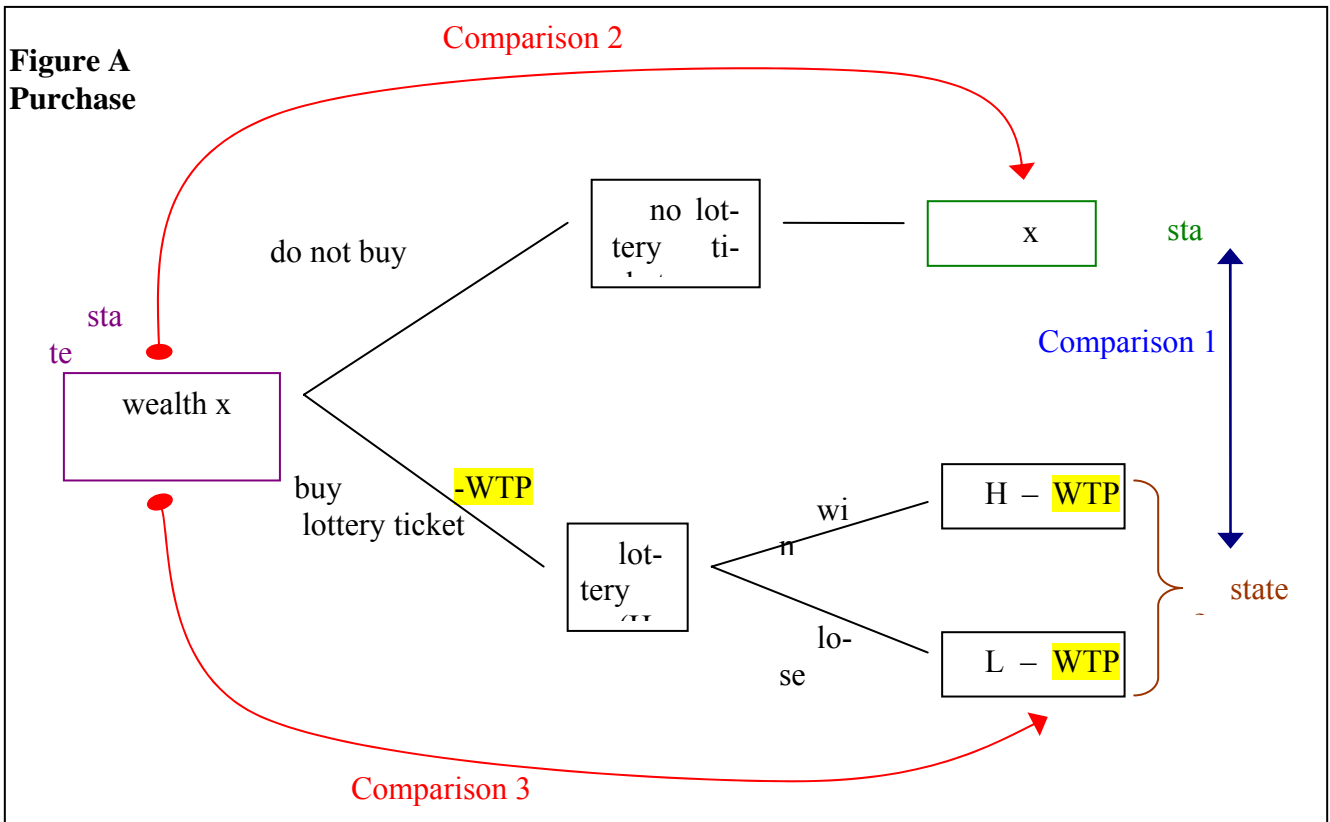 Figure A
Purchase
Comparison 2
do not buy
no lot-
tery ti-
x
sta
Comparison 1
sta
te
wealth x
buy
lottery ticket
-WTP
lot-
tery
wi
n
H – WTP
lo-
se
L – WTP
state
Comparison 3